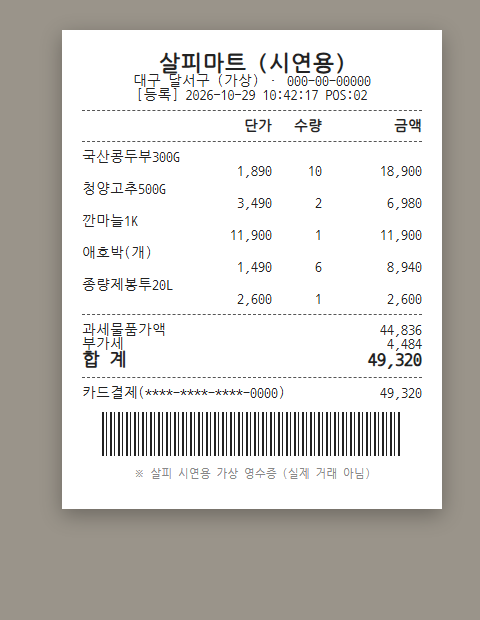 살피마트 (시연용)
대구 달서구 (가상) · 000-00-00000
[등록] 2026-10-29 10:42:17 POS:02
단가 수량 금액
국산콩두부300G
1,890 10 18,900
청양고추500G
3,490 2 6,980
깐마늘1K
11,900 1 11,900
애호박(개)
1,490 6 8,940
종량제봉투20L
2,600 1 2,600
과세물품가액 44,836
부가세 4,484
합 계 49,320
카드결제(****-****-****-0000) 49,320
※ 살피 시연용 가상 영수증 (실제 거래 아님)